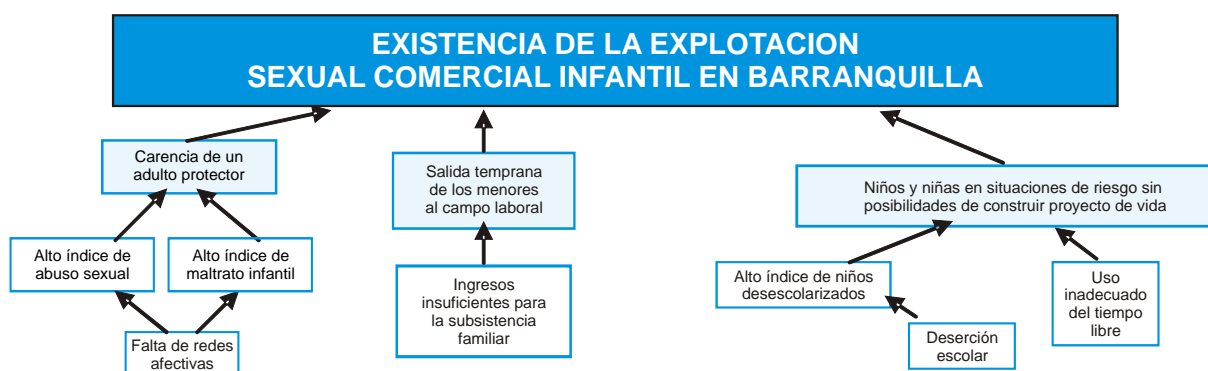 EXISTENCIA DE LA EXPLOTACION
SEXUAL COMERCIAL INFANTIL EN BARRANQUILLA
Carencia de un
adulto protector
Salida temprana
de los menores
al campo laboral
Niños y niñas en situaciones de riesgo sin
posibilidades de construir proyecto de vida
Alto índice de
abuso sexual
Alto índice de
maltrato infantil
Ingresos
insuficientes para
la subsistencia
familiar
Alto índice de niños
desescolarizados
Uso
inadecuado
del tiempo
libre
Falta de redes
afectivas
Deserción
escolar